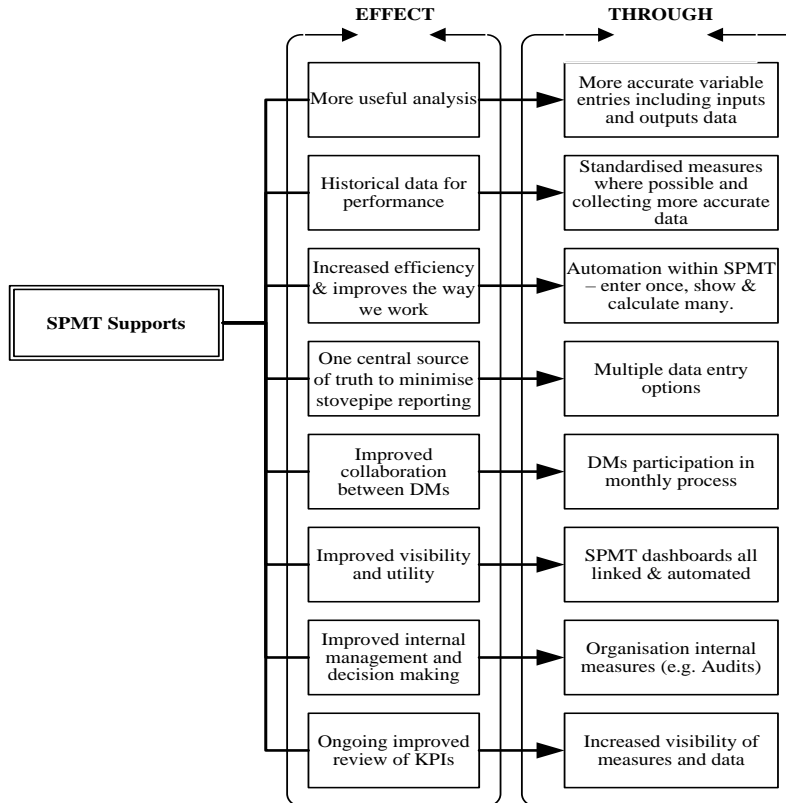 EFFECT
THROUGH
SPMT Supports
More useful analysis
More accurate variable
entries including inputs
and outputs data
Historical data for
performance
Standardised measures
where possible and
collecting more accurate
data
Increased efficiency
& improves the way
we work
Automation within SPMT
– enter once, show &
calculate many.
One central source
of truth to minimise
stovepipe reporting
Multiple data entry
options
Improved
collaboration
between DMs
DMs participation in
monthly process
Improved visibility
and utility
SPMT dashboards all
linked & automated
Improved internal
management and
decision making
Organisation internal
measures (e.g. Audits)
Ongoing improved
review of KPIs
Increased visibility of
measures and data